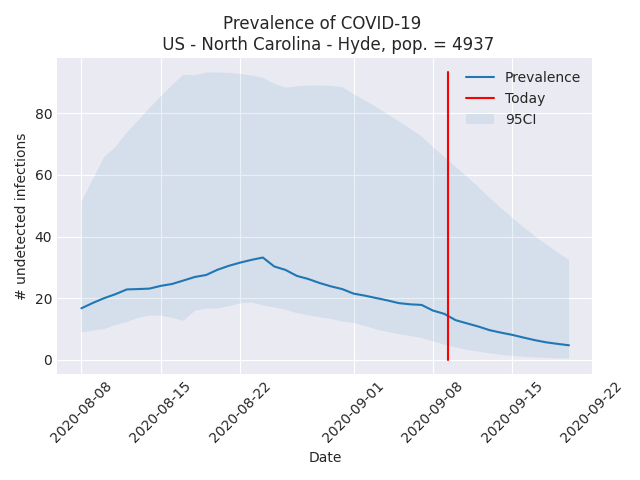 Prevalence of COVID-19
US - North Carolina - Hyde, pop. = 4937
Prevalence
Today
95CI
# undetected infections
80
60
40
20
0
2020-08-08
2020-08-15
2020-08-22
2020-09-01
2020-09-08
2020-09-15
2020-09-22
Date